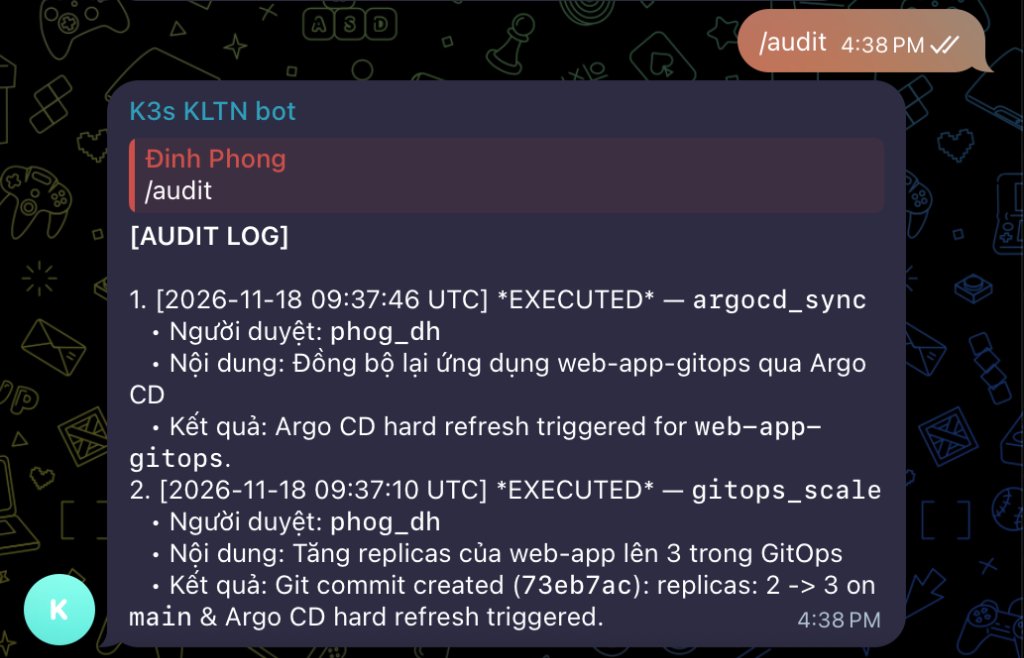 /audit 4:38 PM
K3s KLTN bot
Đinh Phong
/audit
[AUDIT LOG]
1. [2026-11-18 09:37:46 UTC] *EXECUTED* — argocd_sync
• Người duyệt: phog_dh
• Nội dung: Đồng bộ lại ứng dụng web-app-gitops qua Argo
CD
• Kết quả: Argo CD hard refresh triggered for web-app-
gitops.
2. [2026-11-18 09:37:10 UTC] *EXECUTED* — gitops_scale
• Người duyệt: phog_dh
• Nội dung: Tăng replicas của web-app lên 3 trong GitOps
• Kết quả: Git commit created (73eb7ac): replicas: 2 -> 3 on
main & Argo CD hard refresh triggered.
4:38 PM
K
A S D